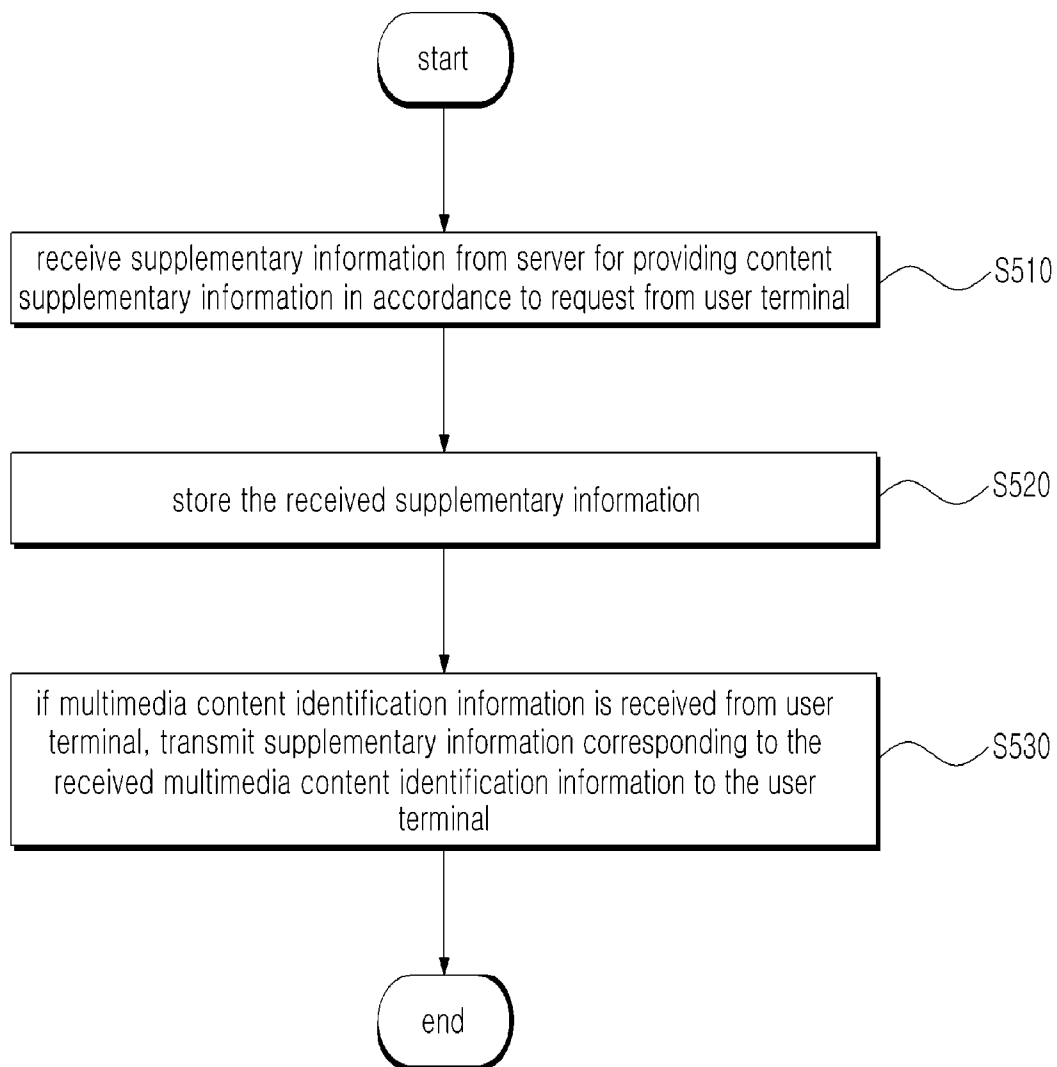 start
receive supplementary information from server for providing content
supplementary information in accordance to request from user terminal
S510
store the received supplementary information
S520
if multimedia content identification information is received from user
terminal, transmit supplementary information corresponding to the
received multimedia content identification information to the user
terminal
S530
end